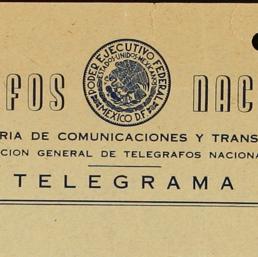 PODER EJECUTIVO FEDERAL
ESTADOS UNIDOS MEXICANOS
MEXICO D.F.
FOS NAC
RIA DE COMUNICACIONES Y TRANS
CION GENERAL DE TELEGRAFOS NACIONA
TELEGRAMA